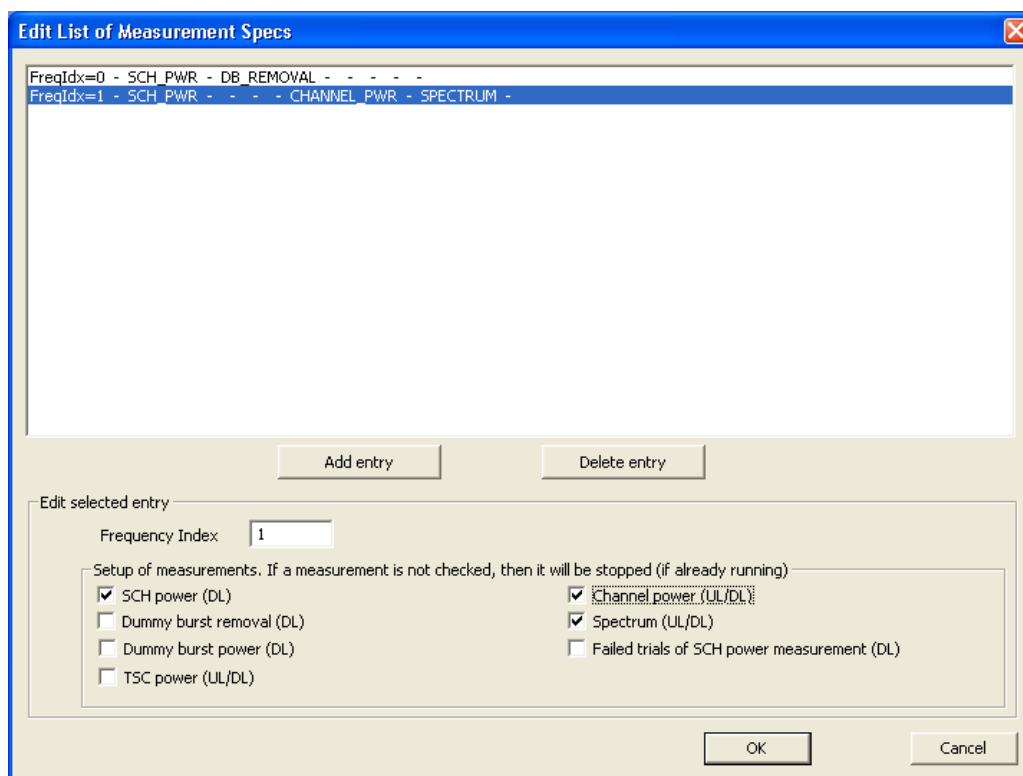 Edit List of Measurement Specs
FreqIdx=0 - SCH_PWR - DB_REMOVAL - - - - -
FreqIdx=1 - SCH_PWR - - - - CHANNEL_PWR - SPECTRUM -
Add entry Delete entry
Edit selected entry
Frequency Index 1
Setup of measurements. If a measurement is not checked, then it will be stopped (if already running)
SCH power (DL) Channel power (UL/DL)
Dummy burst removal (DL) Spectrum (UL/DL)
Dummy burst power (DL) Failed trials of SCH power measurement (DL)
TSC power (UL/DL)
OK Cancel